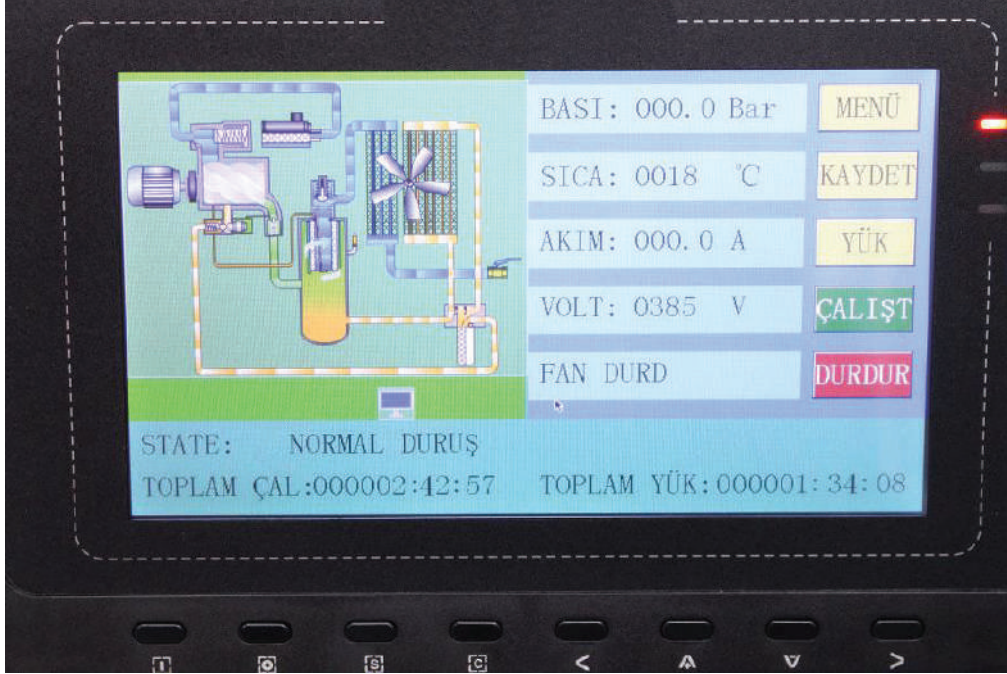 BASI: 000.0 Bar
MENÜ
SICA: 0018 °C
KAYDET
AKIM: 000.0 A
YÜK
VOLT: 0385 V
ÇALIŞT
FAN DURD
DURDUR
STATE: NORMAL DURUŞ
TOPLAM ÇAL:000002:42:57 TOPLAM YÜK:000001:34:08
I O S C < ∧ ∨ >